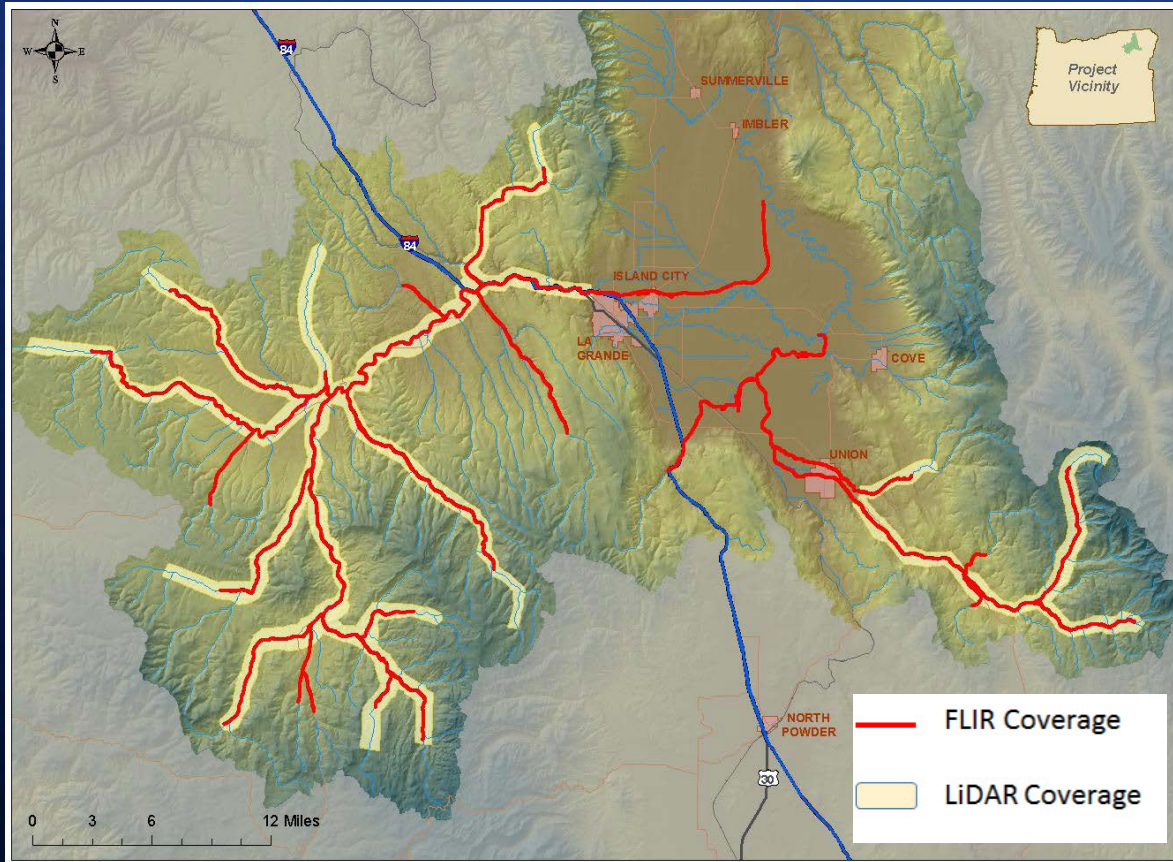 N
W E
S
84
Project
Vicinity
SUMMERVILLE
IMBLER
84
ISLAND CITY
LA
GRANDE
COVE
UNION
NORTH
POWDER
30
FLIR Coverage
LiDAR Coverage
0 3 6 12 Miles